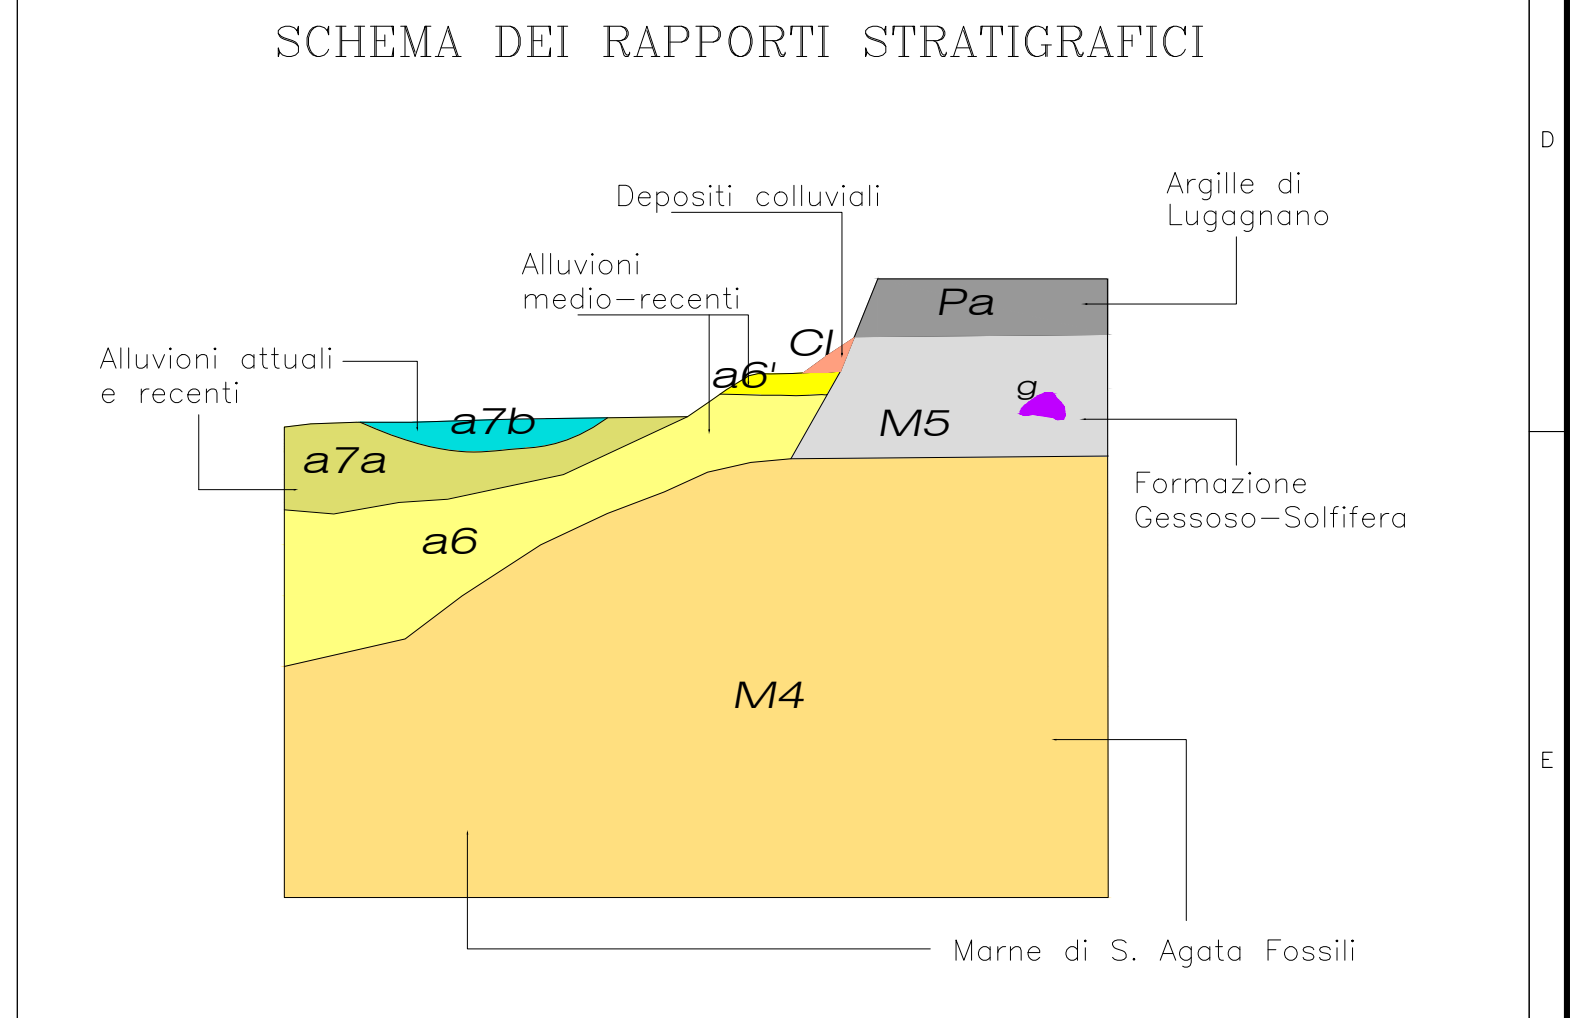 SCHEMA DEI RAPPORTI STRATIGRAFICI
D
Argille di
Lugagnano
Depositi colluviali
Alluvioni
medio-recenti
Pa
Cl
Alluvioni attuali
e recenti
a6'
g
a7b
M5
a7a
Formazione
Gessoso-Solfifera
a6
M4
E
Marne di S. Agata Fossili